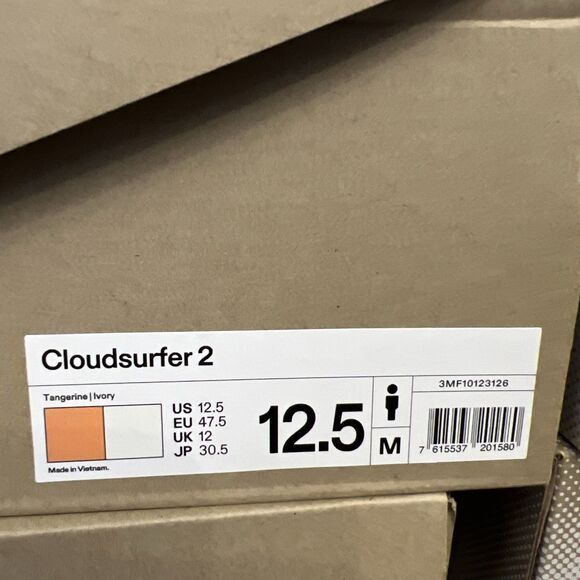 Cloudsurfer 2
Tangerine | Ivory
US 12.5
EU 47.5
UK 12
JP 30.5
12.5
M
3MF10123126
7 615537 201580
Made in Vietnam.